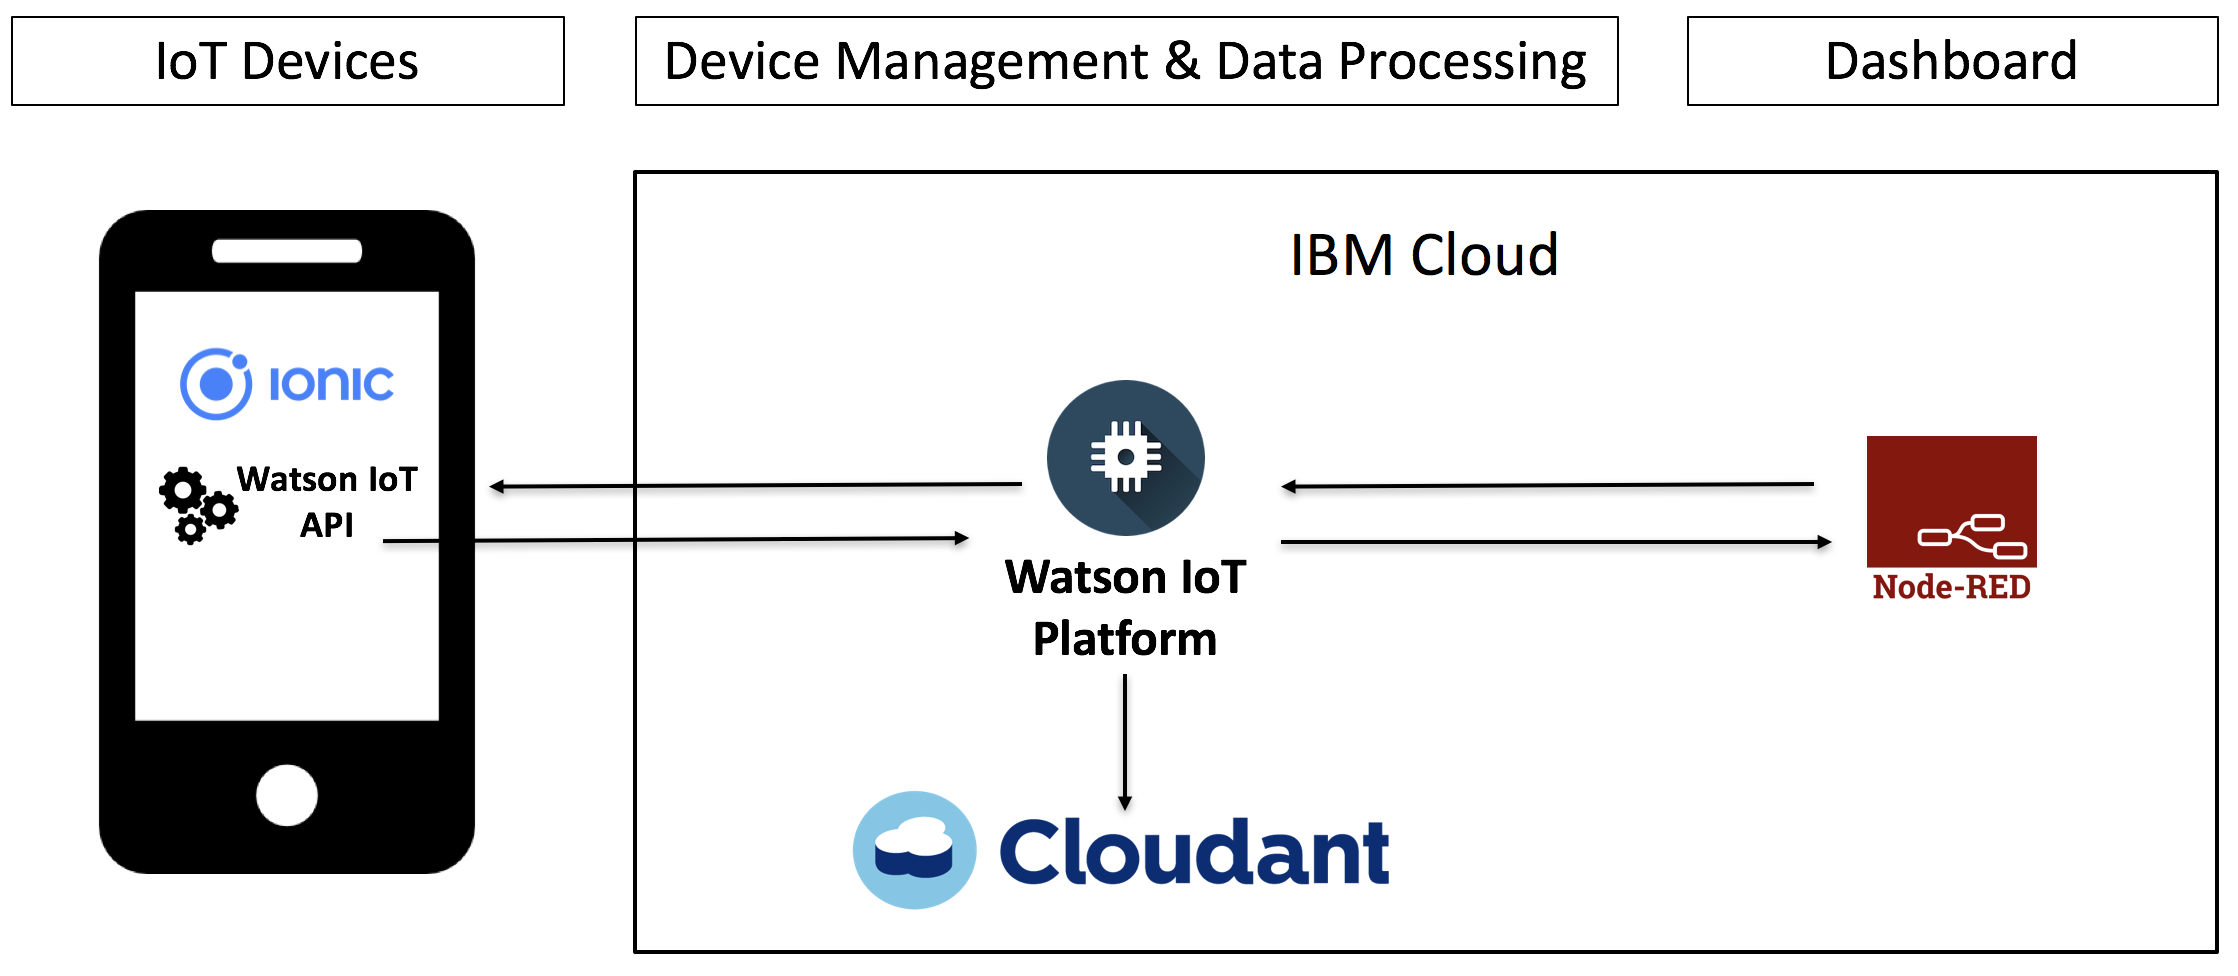 IoT Devices
Device Management & Data Processing
Dashboard
IBM Cloud
ionic
Watson IoT
API
Watson IoT
Platform
Node-RED
Cloudant